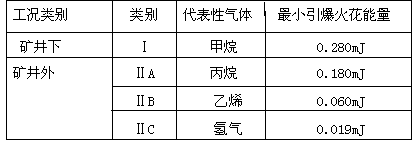 工况类别 类别 代表性气体 最小引爆火花能量
矿井下 Ⅰ 甲烷 0.280mJ
矿井外 ⅡA 丙烷 0.180mJ
ⅡB 乙烯 0.060mJ
ⅡC 氢气 0.019mJ